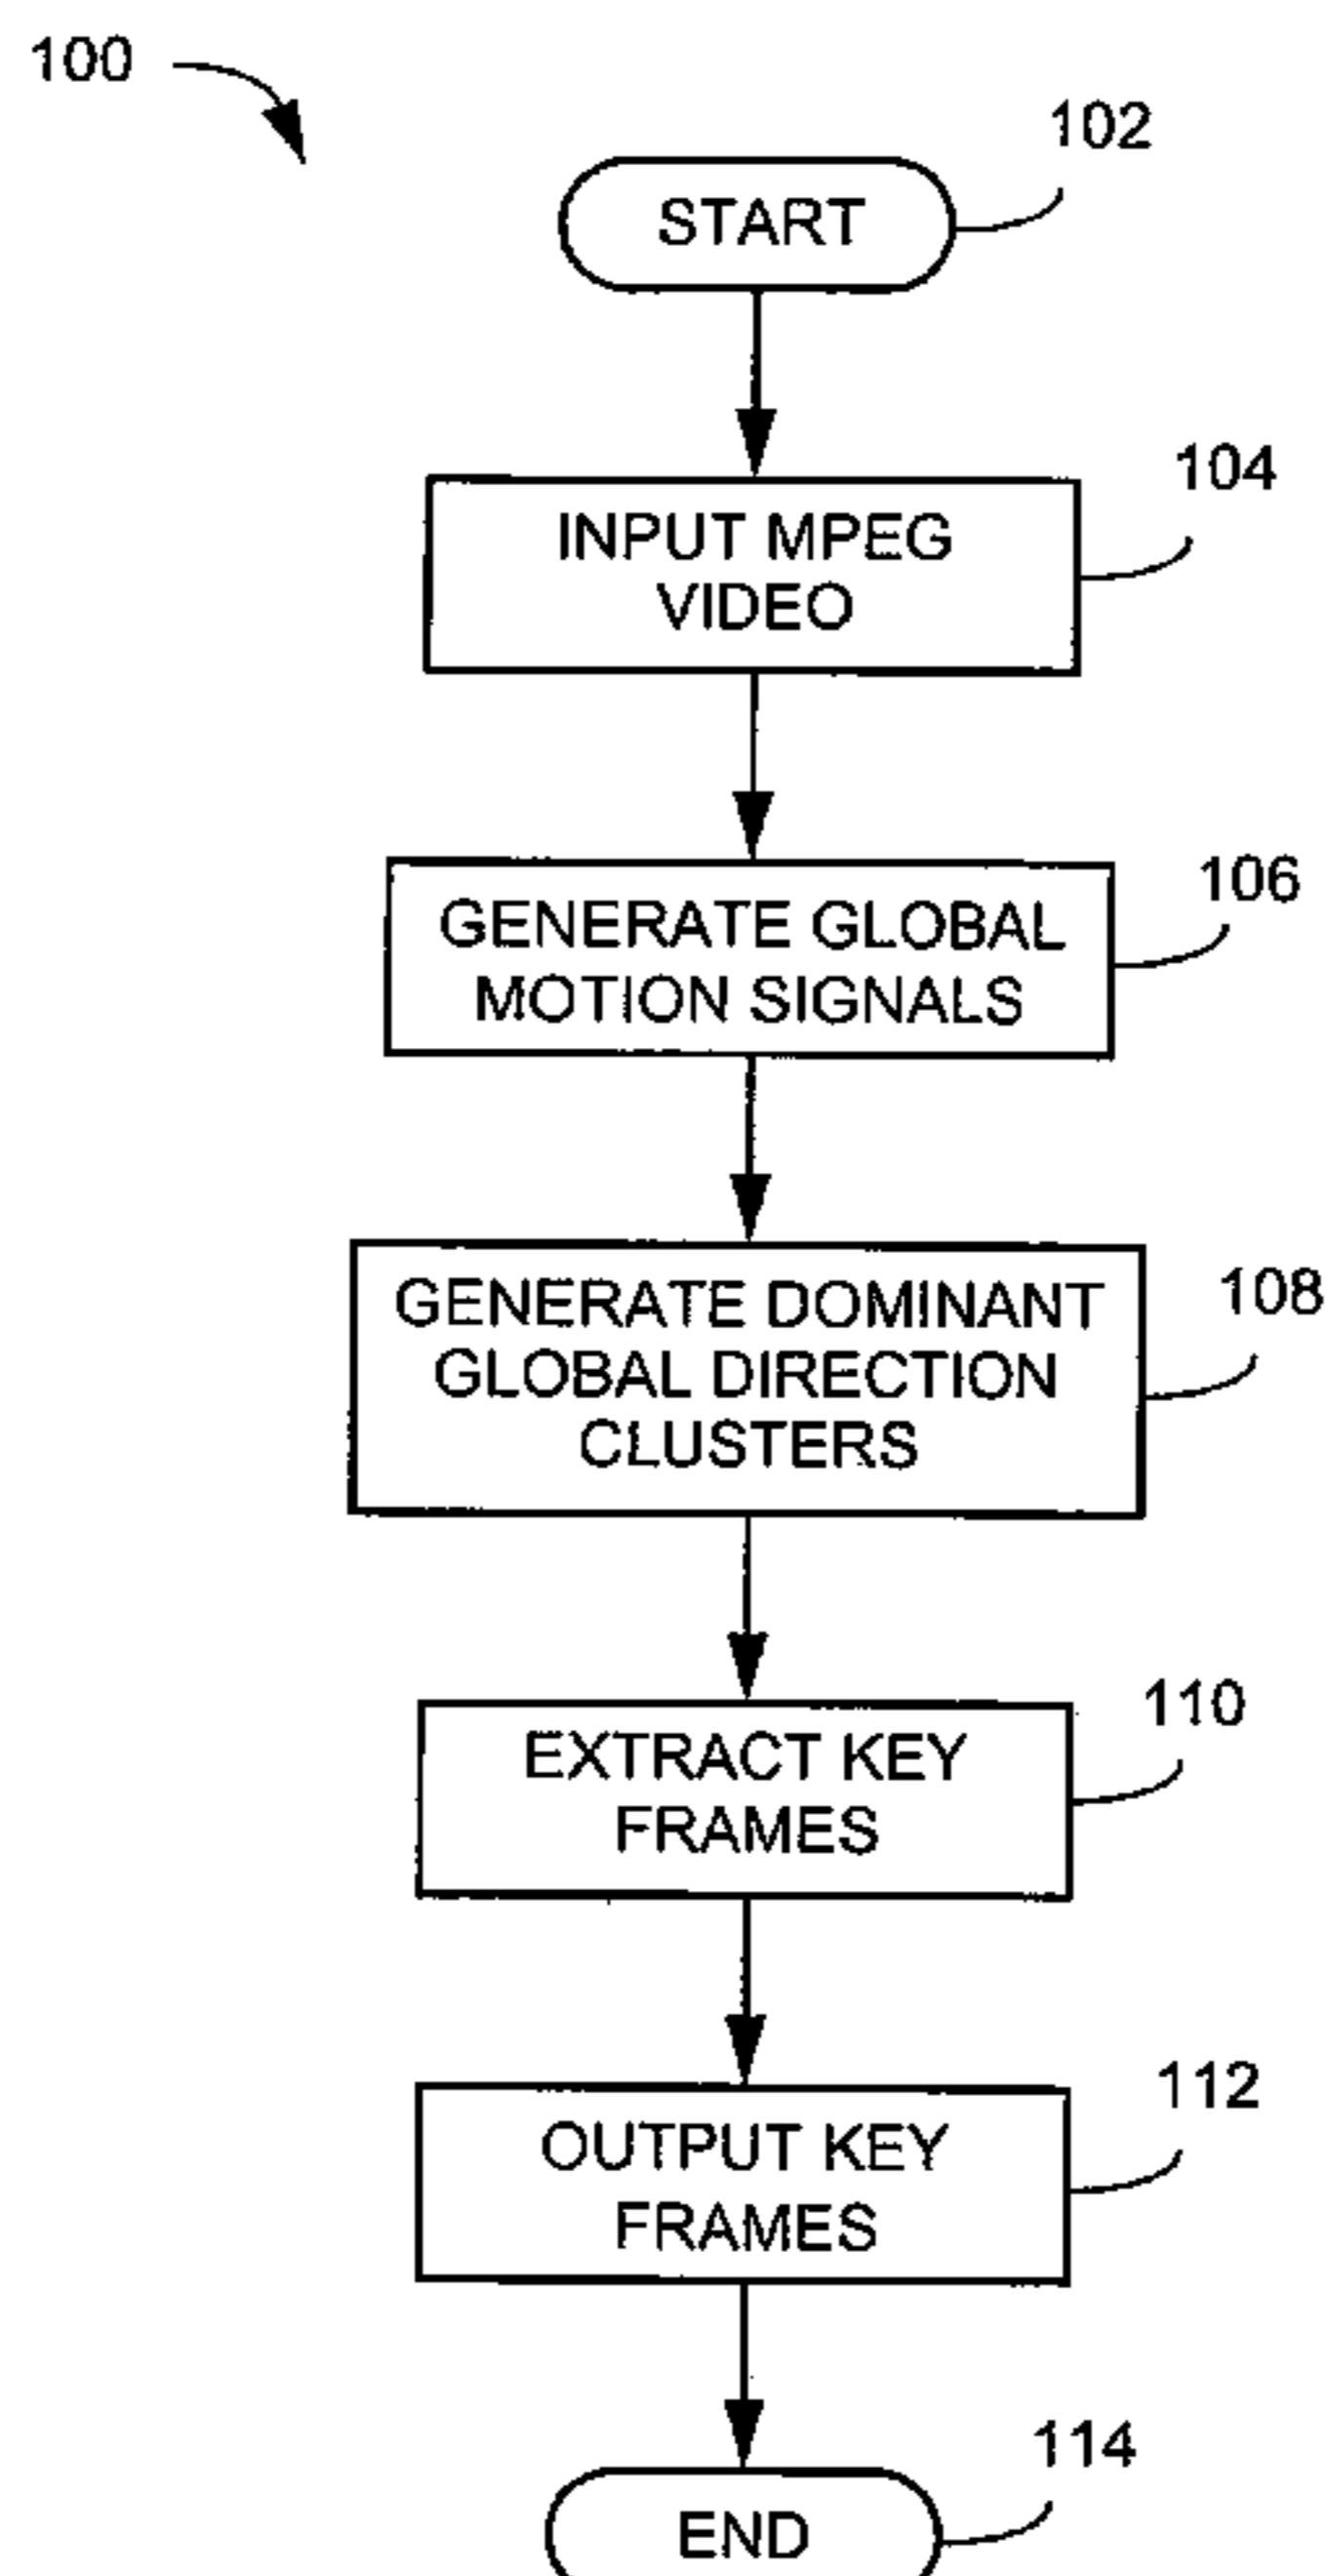 100
102
START
104
INPUT MPEG
VIDEO
106
GENERATE GLOBAL
MOTION SIGNALS
108
GENERATE DOMINANT
GLOBAL DIRECTION
CLUSTERS
110
EXTRACT KEY
FRAMES
112
OUTPUT KEY
FRAMES
114
END